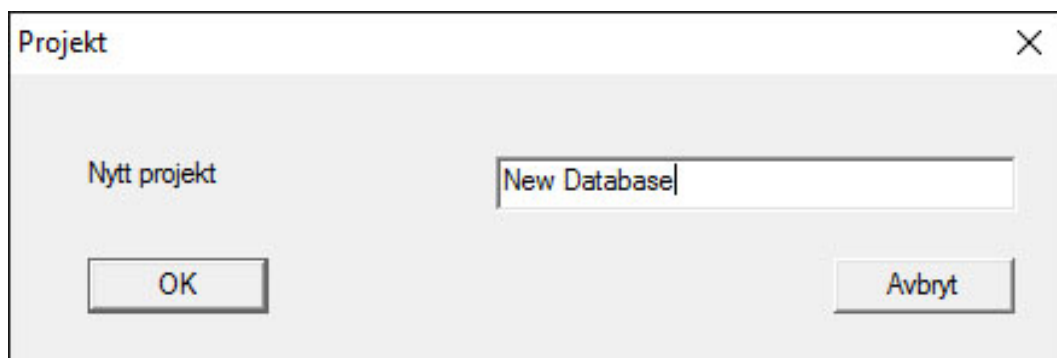 Projekt
Nytt projekt
New Database
OK
Avbryt